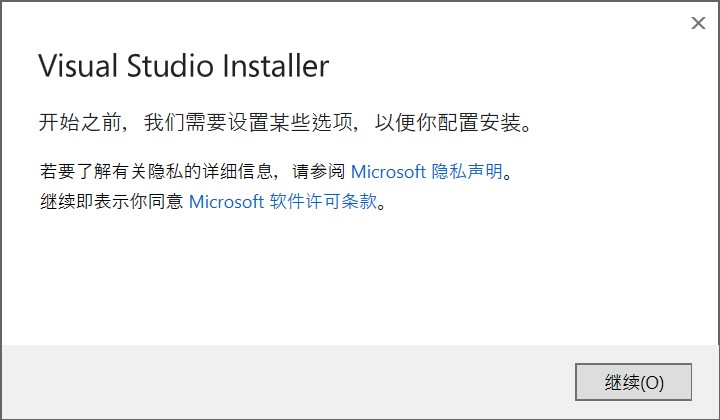 Visual Studio Installer
开始之前，我们需要设置某些选项，以便你配置安装。
若要了解有关隐私的详细信息，请参阅 Microsoft 隐私声明。
继续即表示你同意 Microsoft 软件许可条款。
继续(O)